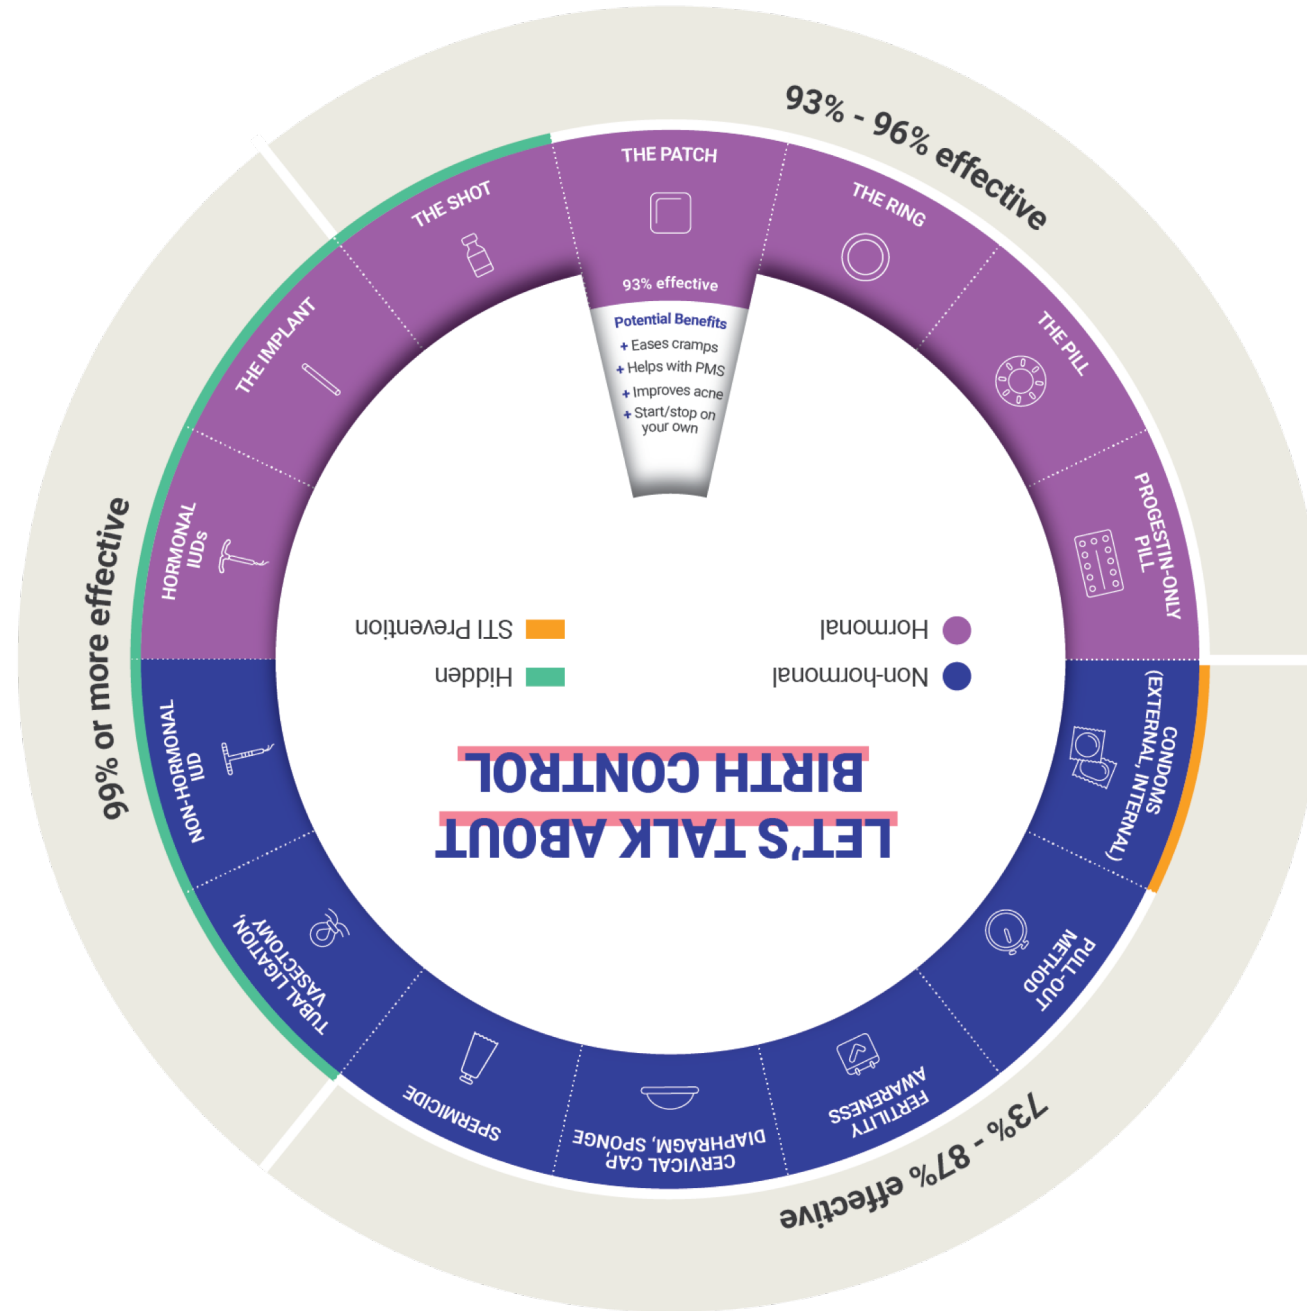 LET'S TALK ABOUT
BIRTH CONTROL
Non-hormonal
Hormonal
Hidden
STI Prevention
93% - 96% effective
THE SHOT
THE PATCH
93% effective
Potential Benefits
+ Eases cramps
+ Helps with PMS
+ Improves acne
+ Start/stop on
your own
THE RING
THE PILL
PROGESTIN-ONLY
PILL
73% - 87% effective
CONDOMS
(EXTERNAL, INTERNAL)
PULL-OUT
METHOD
FERTILITY
AWARENESS
CERVICAL CAP,
DIAPHRAGM, SPONGE
SPERMICIDE
99% or more effective
TUBAL LIGATION,
VASECTOMY
NON-HORMONAL
IUD
HORMONAL
IUDs
THE IMPLANT